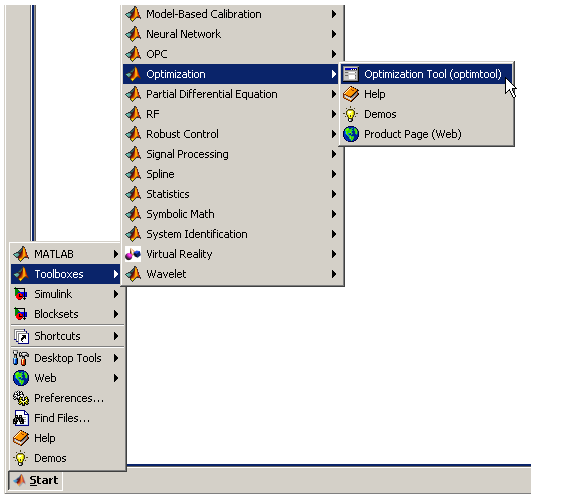 Model-Based Calibration
Neural Network
OPC
Optimization
Partial Differential Equation
RF
Robust Control
Signal Processing
Spline
Statistics
Symbolic Math
System Identification
Virtual Reality
Wavelet
Optimization Tool (optimtool)
Help
Demos
Product Page (Web)
MATLAB
Toolboxes
Simulink
Blocksets
Shortcuts
Desktop Tools
Web
Preferences...
Find Files...
Help
Demos
Start